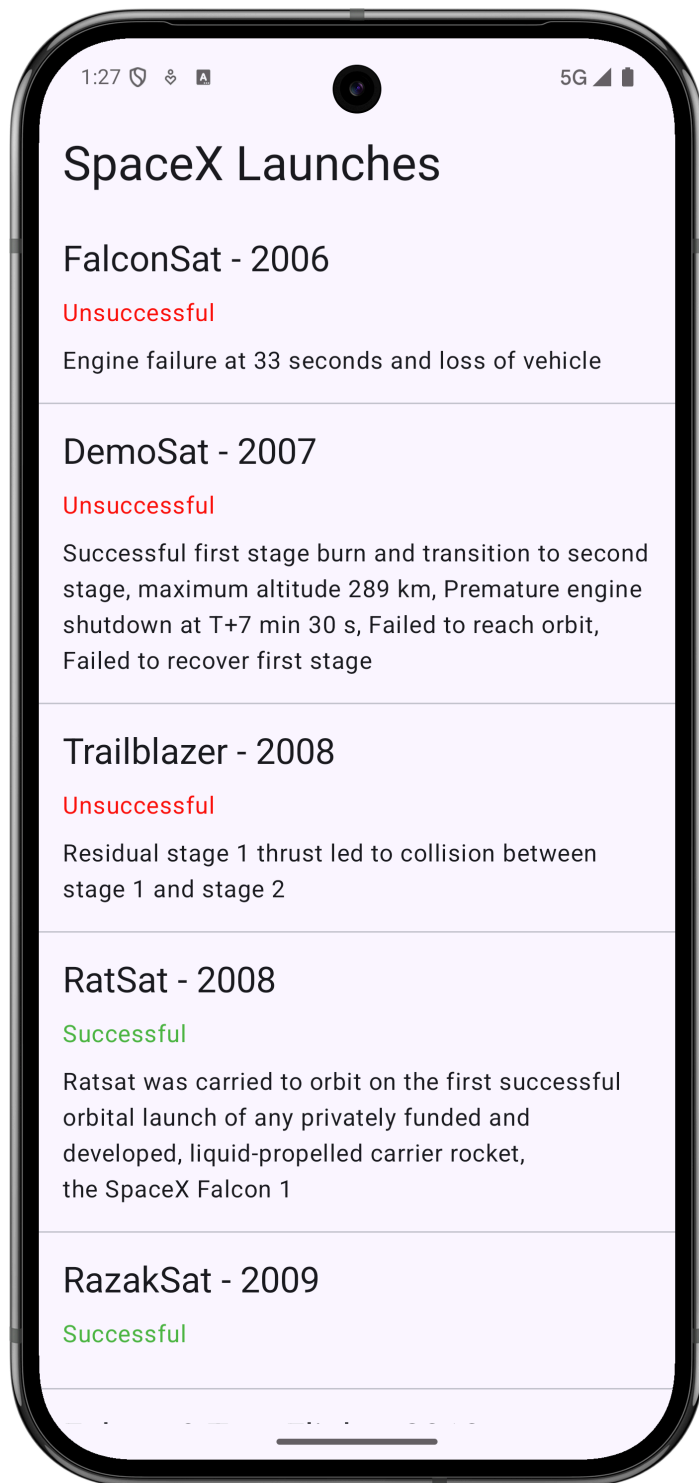 1:27
5G
SpaceX Launches
FalconSat - 2006
Unsuccessful
Engine failure at 33 seconds and loss of vehicle
DemoSat - 2007
Unsuccessful
Successful first stage burn and transition to second
stage, maximum altitude 289 km, Premature engine
shutdown at T+7 min 30 s, Failed to reach orbit,
Failed to recover first stage
Trailblazer - 2008
Unsuccessful
Residual stage 1 thrust led to collision between
stage 1 and stage 2
RatSat - 2008
Successful
Ratsat was carried to orbit on the first successful
orbital launch of any privately funded and
developed, liquid-propelled carrier rocket,
the SpaceX Falcon 1
RazakSat - 2009
Successful